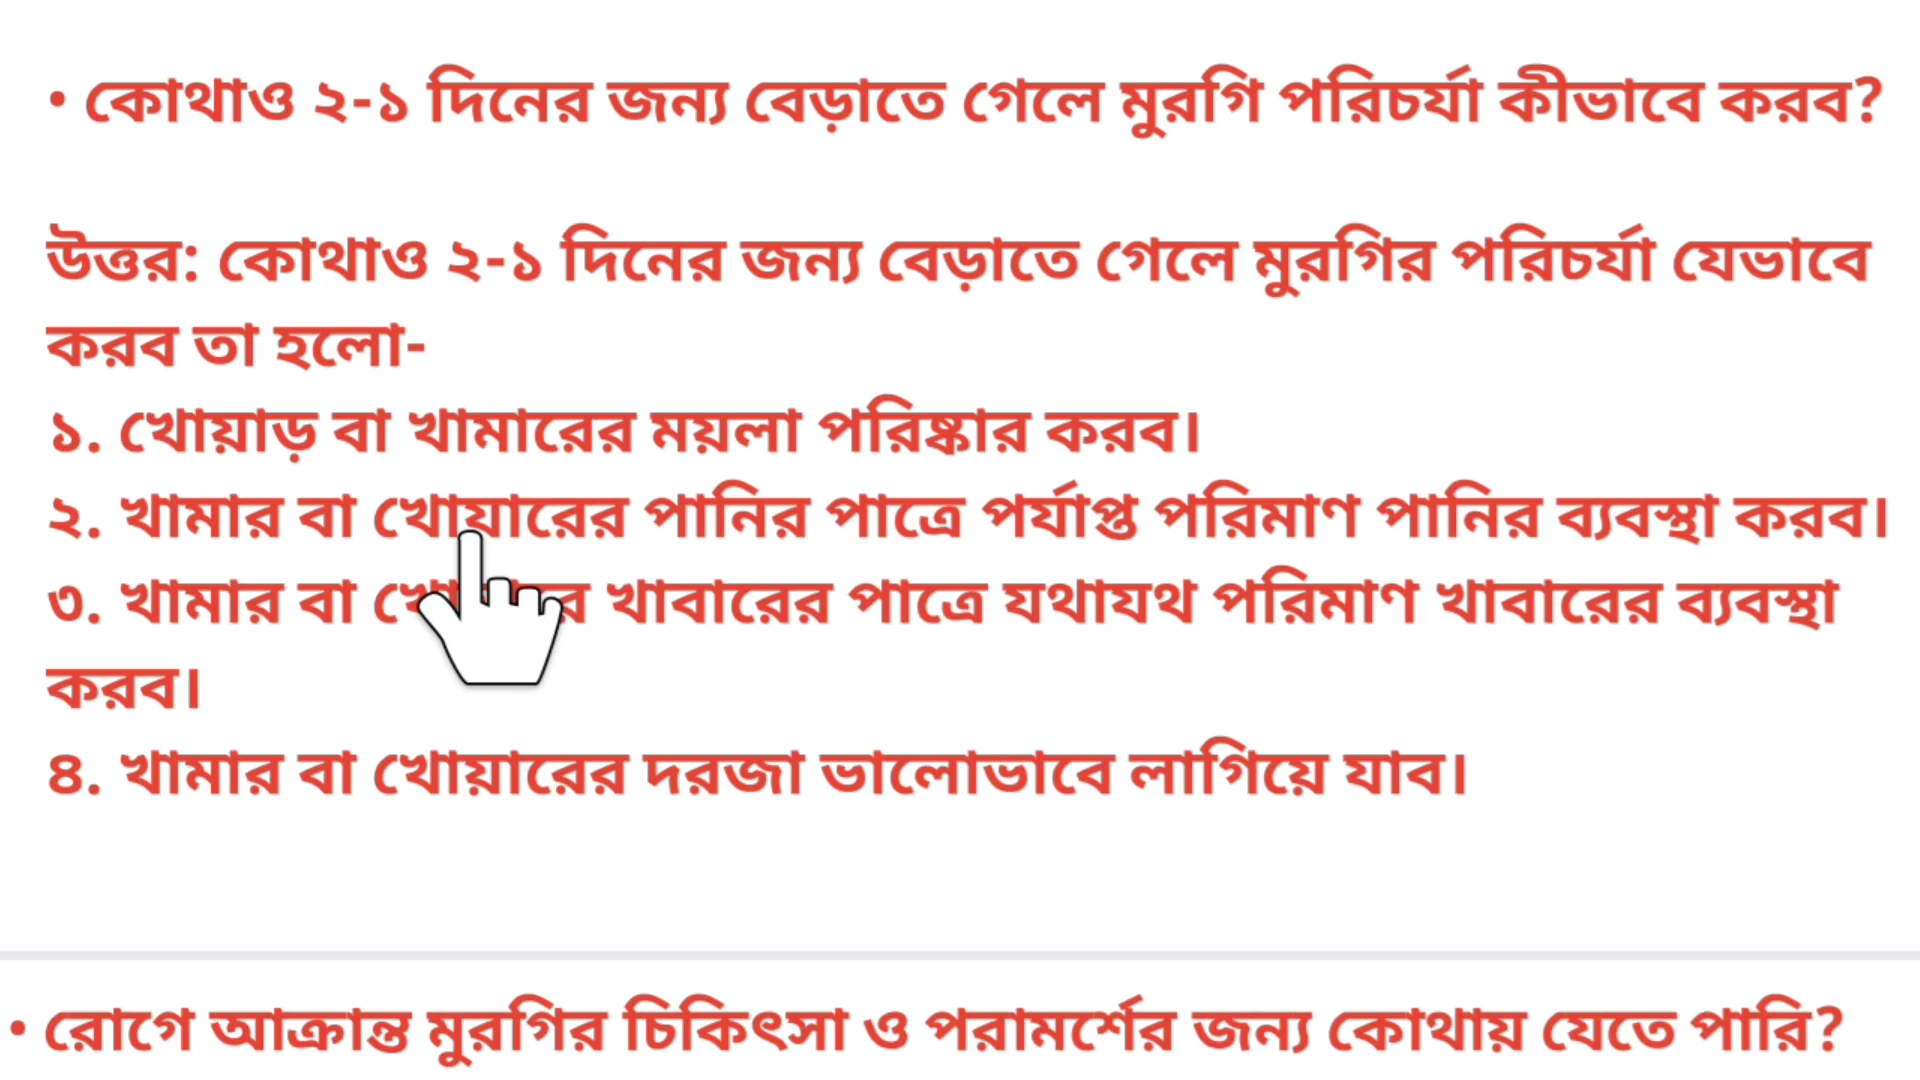 • কোথাও ২-১ দিনের জন্য বেড়াতে গেলে মুরগি পরিচর্যা কীভাবে করব?
উত্তর: কোথাও ২-১ দিনের জন্য বেড়াতে গেলে মুরগির পরিচর্যা যেভাবে
করব তা হলো-
১. খোয়াড় বা খামারের ময়লা পরিষ্কার করব।
২. খামার বা খোয়ারের পানির পাত্রে পর্যাপ্ত পরিমাণ পানির ব্যবস্থা করব।
৩. খামার বা খাবারের পাত্রে যথাযথ পরিমাণ খাবারের ব্যবস্থা
করব।
৪. খামার বা খোয়ারের দরজা ভালোভাবে লাগিয়ে যাব।
• রোগে আক্রান্ত মুরগির চিকিৎসা ও পরামর্শের জন্য কোথায় যেতে পারি?